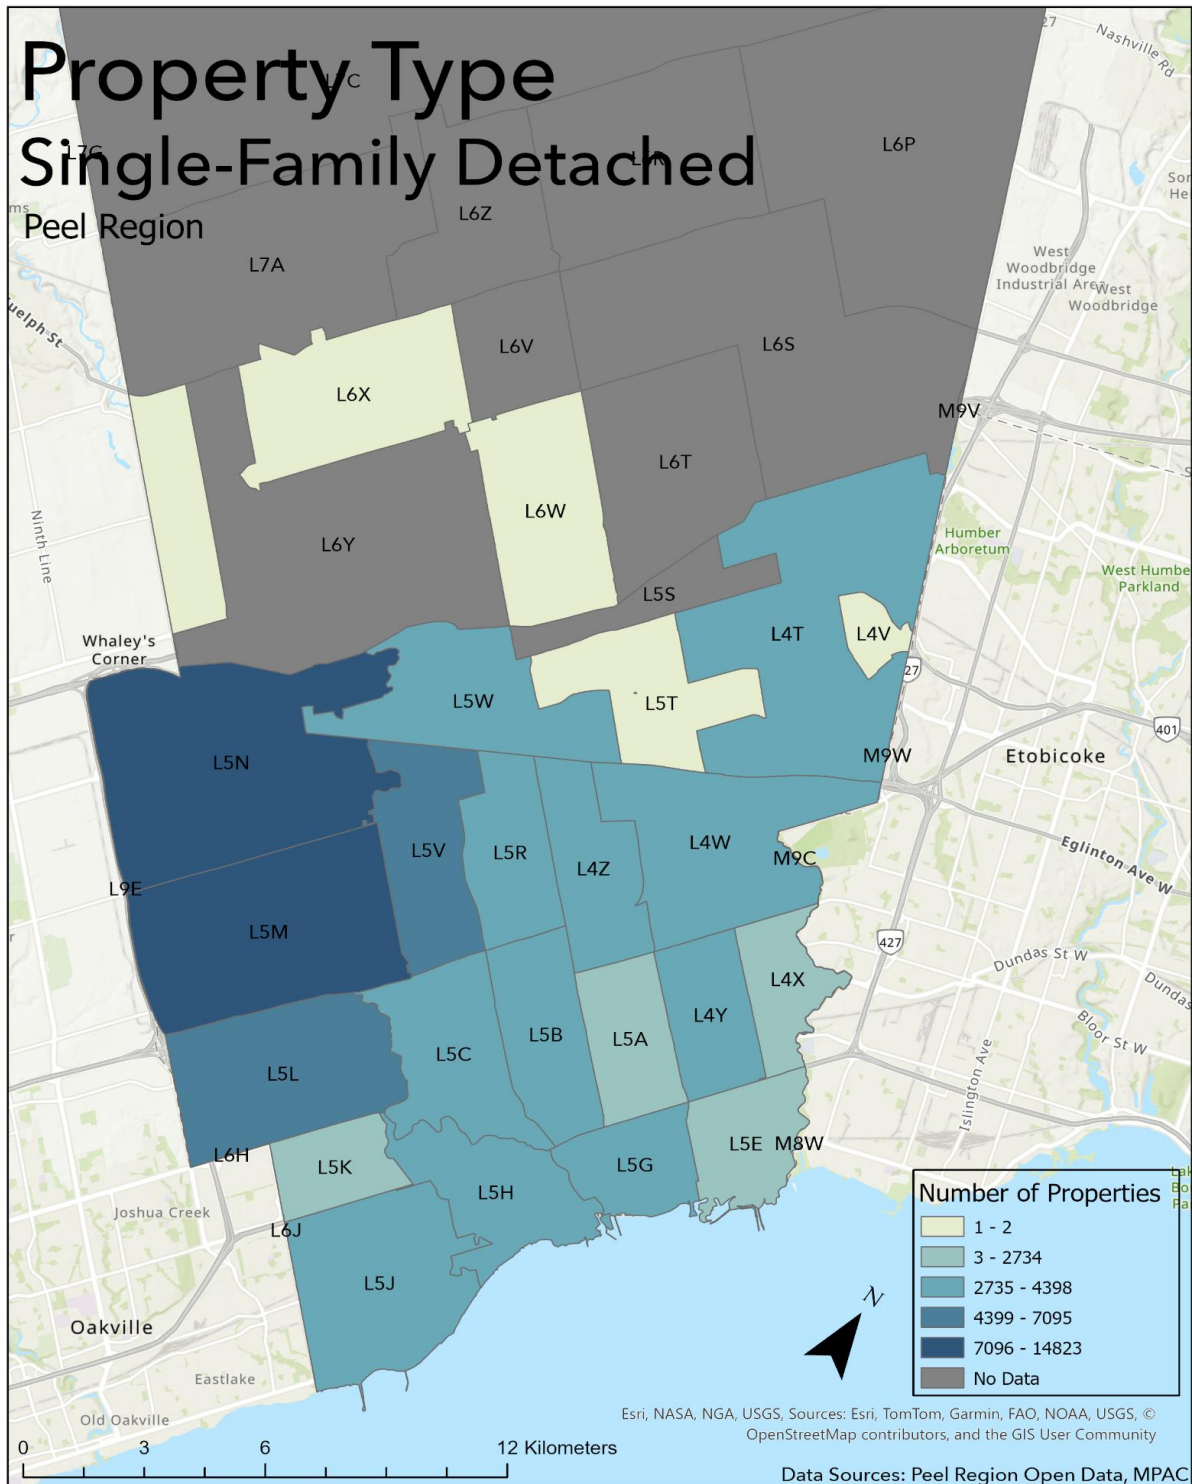 Property Type
Single-Family Detached
Peel Region
27
Nashville Rd
L7G
L6P
L6Z
L7A
West
Woodbridge
Industrial Area
West
Woodbridge
L6V
L6S
L6X
M9V
L6T
L6W
Ninth Line
Humber
Arboretum
L6Y
West Humber
Parkland
L5S
Whaley's
Corner
L4T
L4V
27
L5W
L5T
401
M9W
Etobicoke
L5N
L4W
L5V
L5R
M9C
L4Z
Eglinton Ave W
L9E
L5M
427
Dundas St W
Dundas
L4X
L4Y
Bloor St W
L5B
L5A
L5C
L5L
Islington Ave
L5E
M8W
L6H
L5K
L5G
L5H
Joshua Creek
L6J
L5J
Oakville
Eastlake
Old Oakville
Number of Properties
1 - 2
3 - 2734
2735 - 4398
4399 - 7095
7096 - 14823
No Data
N
Esri, NASA, NGA, USGS, Sources: Esri, TomTom, Garmin, FAO, NOAA, USGS, ©
OpenStreetMap contributors, and the GIS User Community
0 3 6 12 Kilometers
Data Sources: Peel Region Open Data, MPAC